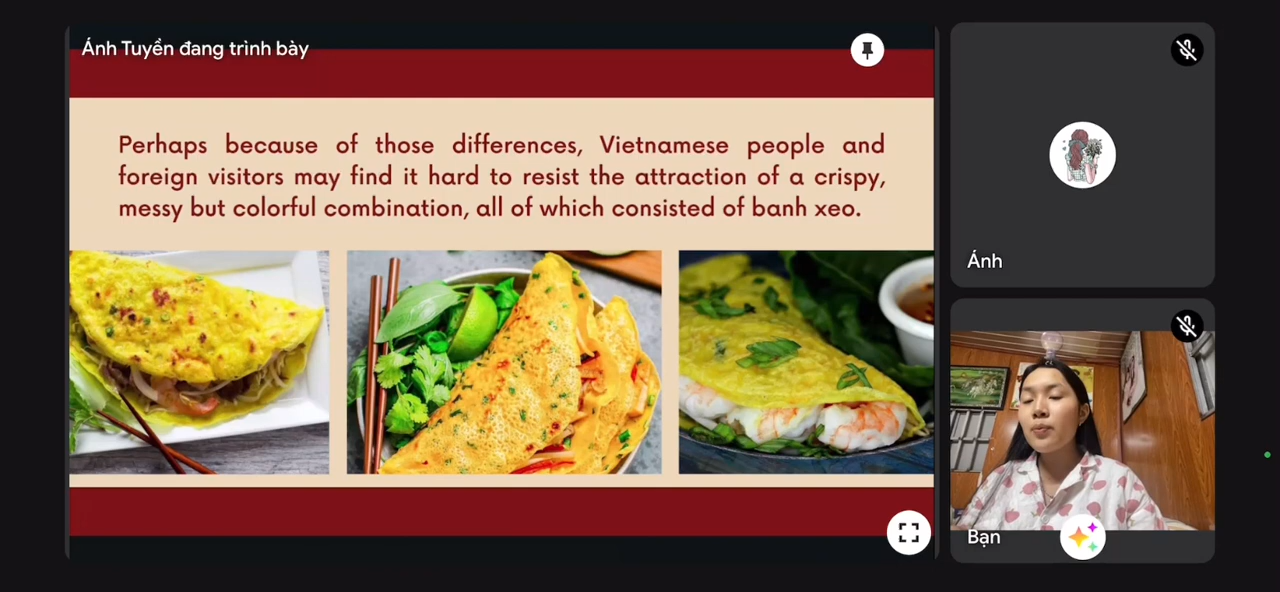 Ánh Tuyền đang trình bày
Perhaps because of those differences, Vietnamese people and
foreign visitors may find it hard to resist the attraction of a crispy,
messy but colorful combination, all of which consisted of banh xeo.
Ánh
Bạn